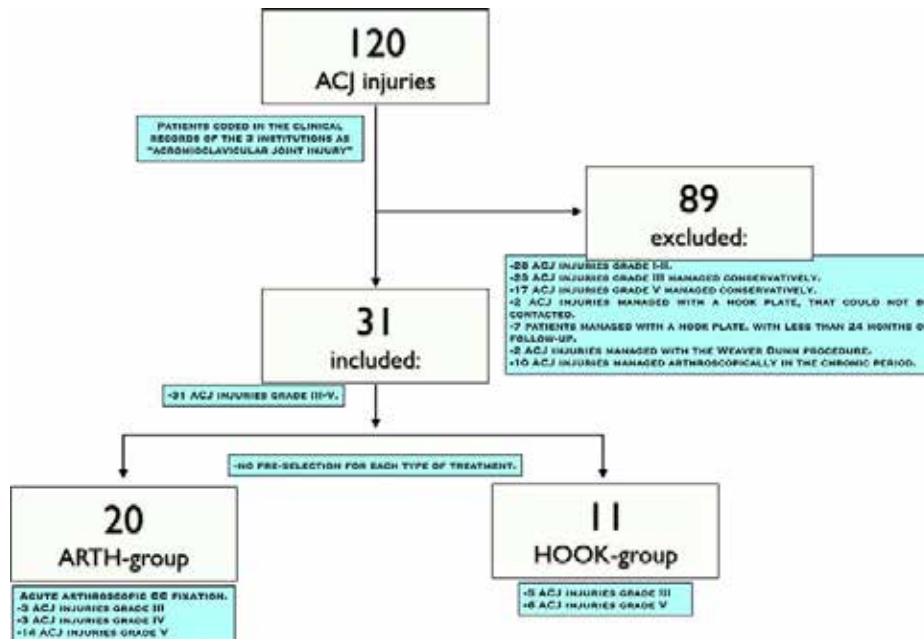 120
ACJ injuries
PATIENTS CODED IN THE CLINICAL
RECORDS OF THE 3 INSTITUTIONS AS
"ACROMIOCLAVICULAR JOINT INJURY"
89
excluded:
-28 ACJ INJURIES GRADE I-II.
-23 ACJ INJURIES GRADE III MANAGED CONSERVATIVELY.
-17 ACJ INJURIES GRADE V MANAGED CONSERVATIVELY.
-2 ACJ INJURIES MANAGED WITH A HOOK PLATE, THAT COULD NOT B
CONTACTED.
-7 PATIENTS MANAGED WITH A HOOK PLATE. WITH LESS THAN 24 MONTHS O
FOLLOW-UP.
-2 ACJ INJURIES MANAGED WITH THE WEAVER DUNN PROCEDURE.
-10 ACJ INJURIES MANAGED ARTHROSCOPICALLY IN THE CHRONIC PERIOD.
31
included:
-31 ACJ INJURIES GRADE III-V.
-NO PRE-SELECTION FOR EACH TYPE OF TREATMENT.
20
ARTH-group
ACUTE ARTHROSCOPIC CC FIXATION.
-3 ACJ INJURIES GRADE III
-3 ACJ INJURIES GRADE IV
-14 ACJ INJURIES GRADE V
11
HOOK-group
-5 ACJ INJURIES GRADE III
-6 ACJ INJURIES GRADE V